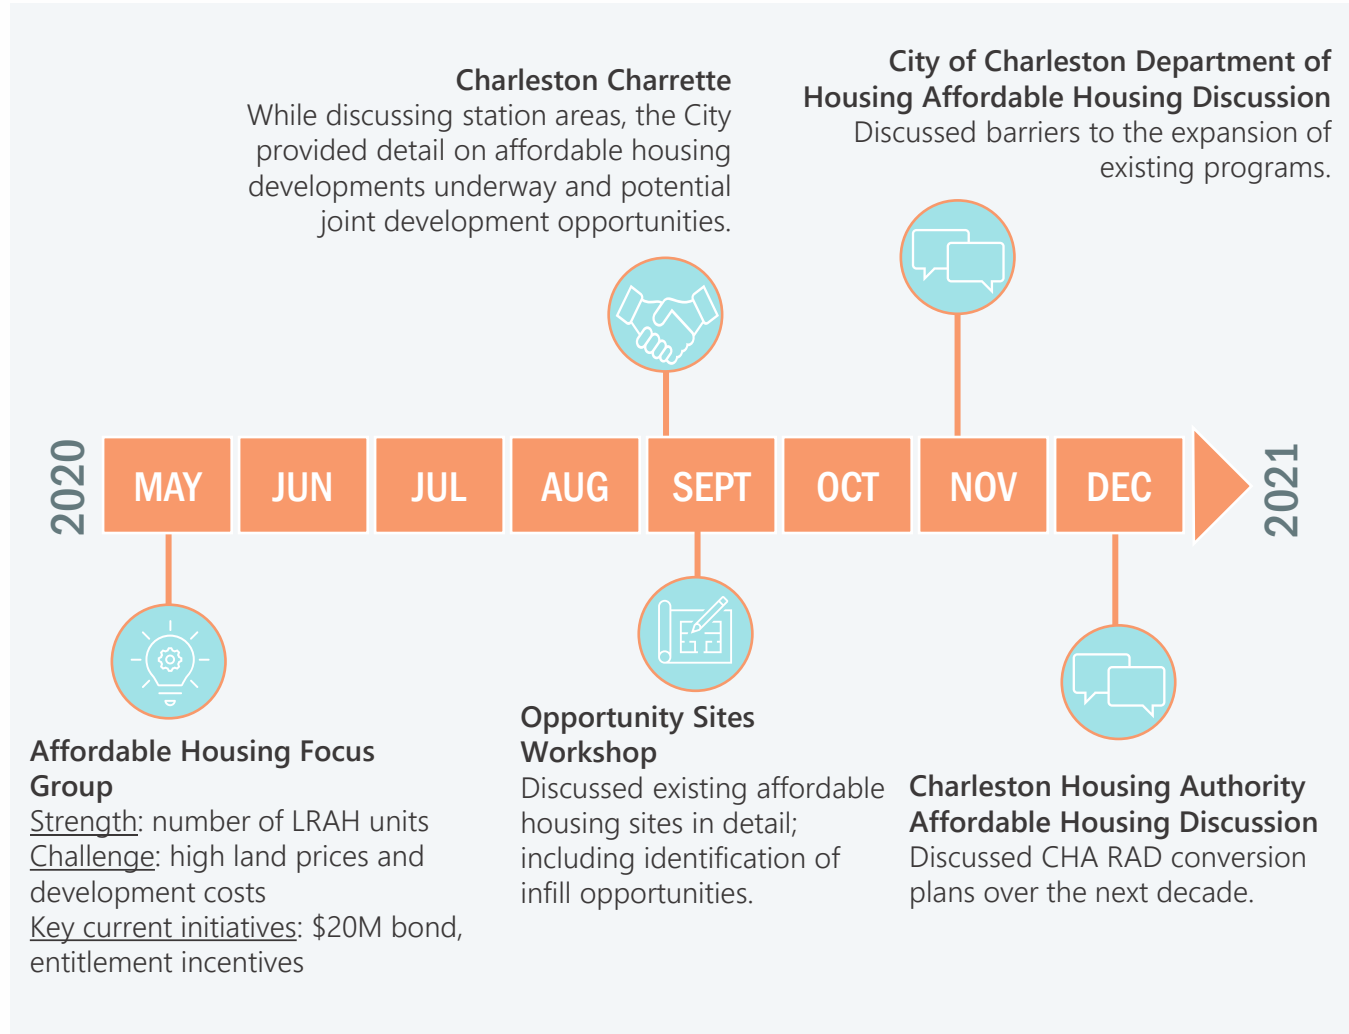 Charleston Charrette
While discussing station areas, the City
provided detail on affordable housing
developments underway and potential
joint development opportunities.
City of Charleston Department of
Housing Affordable Housing Discussion
Discussed barriers to the expansion of
existing programs.
2020
MAY
JUN
JUL
AUG
SEPT
OCT
NOV
DEC
2021
Affordable Housing Focus
Group
Strength: number of LRAH units
Challenge: high land prices and
development costs
Key current initiatives: $20M bond,
entitlement incentives
Opportunity Sites
Workshop
Discussed existing affordable
housing sites in detail;
including identification of
infill opportunities.
Charleston Housing Authority
Affordable Housing Discussion
Discussed CHA RAD conversion
plans over the next decade.